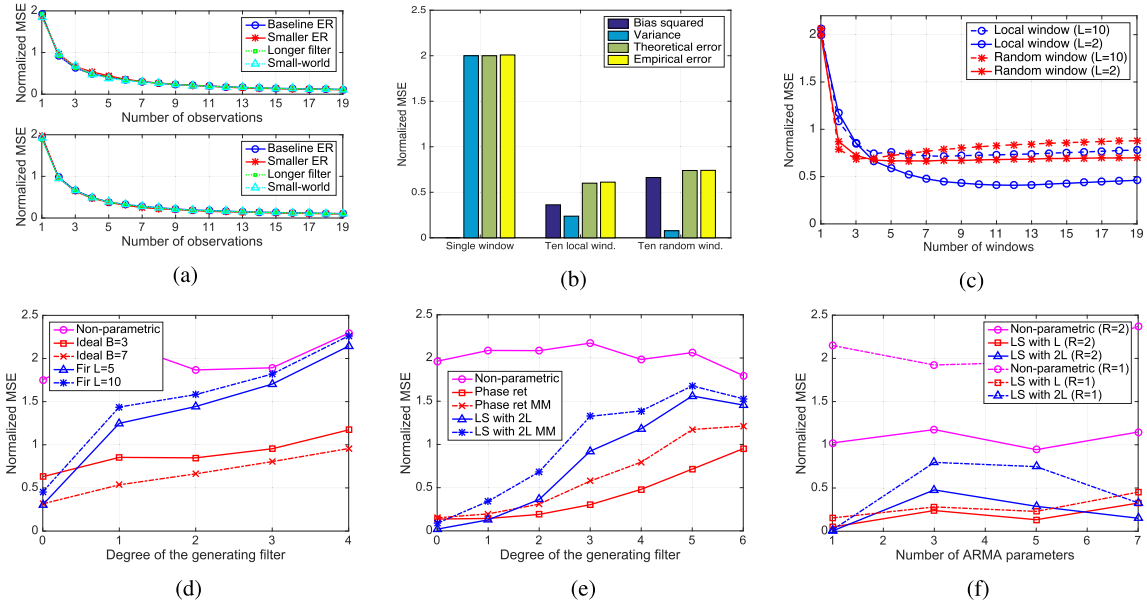 Normalized MSE
2
1
0
Baseline ER
Smaller ER
Longer filter
Small-world
1 3 5 7 9 11 13 15 17 19
Number of observations
Normalized MSE
2
1
0
Baseline ER
Smaller ER
Longer filter
Small-world
1 3 5 7 9 11 13 15 17 19
Number of observations
(a)
Normalized MSE
2.5
2
1.5
1
0.5
0
Bias squared
Variance
Theoretical error
Empirical error
Single window Ten local wind. Ten random wind.
(b)
Normalized MSE
2
1.5
1
0.5
0
Local window (L=10)
Local window (L=2)
Random window (L=10)
Random window (L=2)
1 3 5 7 9 11 13 15 17 19
Number of windows
(c)
Normalized MSE
2.5
2
1.5
1
0.5
0
Non-parametric
Ideal B=3
Ideal B=7
Fir L=5
Fir L=10
0 1 2 3 4
Degree of the generating filter
(d)
Normalized MSE
2.5
2
1.5
1
0.5
0
Non-parametric
Phase ret
Phase ret MM
LS with 2L
LS with 2L MM
0 1 2 3 4 5 6
Degree of the generating filter
(e)
Normalized MSE
2.5
2
1.5
1
0.5
0
Non-parametric (R=2)
LS with L (R=2)
LS with 2L (R=2)
Non-parametric (R=1)
LS with L (R=1)
LS with 2L (R=1)
1 2 3 4 5 6 7
Number of ARMA parameters
(f)